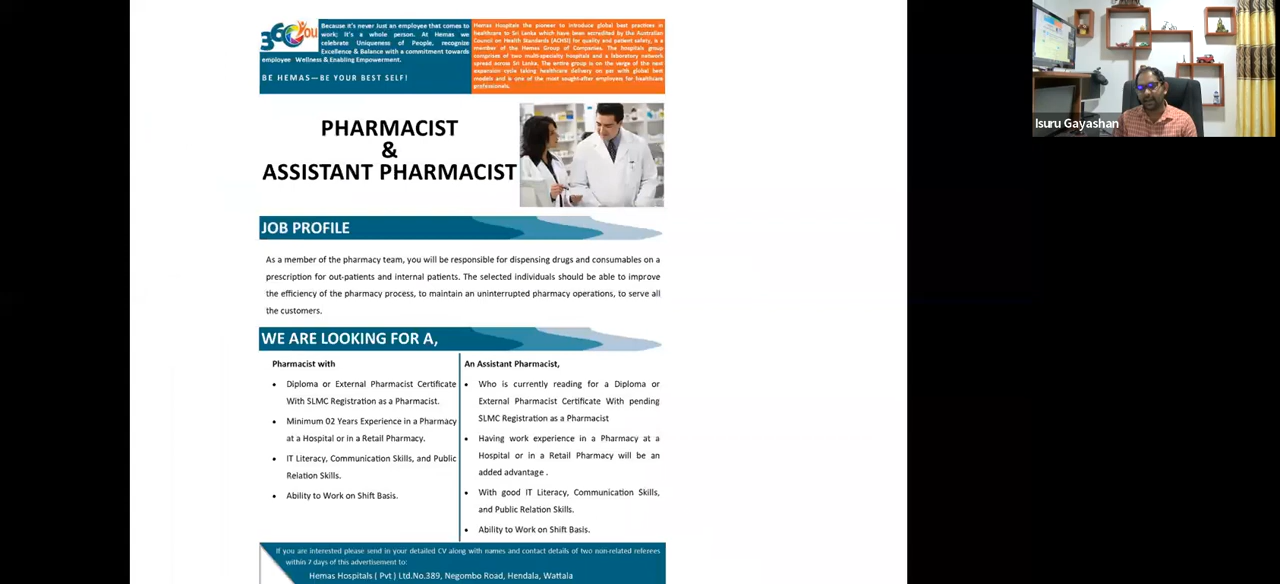 360 You
Because it's never Just an employee that comes to
work; it's a whole person. At Hemas we
celebrate Uniqueness of People, recognize
Excellence & Balance with a commitment towards
employee Wellness & Enabling Empowerment.
BE HEMAS—BE YOUR BEST SELF!
Hemas Hospitals the pioneer to introduce global best practices in
healthcare to Sri Lanka which have been accredited by the Australian
Council on Health Standards (ACHSI) for quality and patient safety, is a
member of the Hemas Group of Companies. The hospitals group
comprises of two multi-specialty hospitals and a laboratory network
spread across Sri Lanka. The entire group is on the verge of the next
expansion cycle taking healthcare delivery on par with global best
models and is one of the most sought-after employers for healthcare
professionals.
Isuru Gayashan
PHARMACIST
&
ASSISTANT PHARMACIST
JOB PROFILE
As a member of the pharmacy team, you will be responsible for dispensing drugs and consumables on a
prescription for out-patients and internal patients. The selected individuals should be able to improve
the efficiency of the pharmacy process, to maintain an uninterrupted pharmacy operations, to serve all
the customers.
WE ARE LOOKING FOR A,
Pharmacist with
• Diploma or External Pharmacist Certificate
With SLMC Registration as a Pharmacist.
• Minimum 02 Years Experience in a Pharmacy
at a Hospital or in a Retail Pharmacy.
• IT Literacy, Communication Skills, and Public
Relation Skills.
• Ability to Work on Shift Basis.
An Assistant Pharmacist,
• Who is currently reading for a Diploma or
External Pharmacist Certificate With pending
SLMC Registration as a Pharmacist
• Having work experience in a Pharmacy at a
Hospital or in a Retail Pharmacy will be an
added advantage .
• With good IT Literacy, Communication Skills,
and Public Relation Skills.
• Ability to Work on Shift Basis.
If you are interested please send in your detailed CV along with names and contact details of two non-related referees
within 7 days of this advertisement to:
Hemas Hospitals ( Pvt ) Ltd.No.389, Negombo Road, Hendala, Wattala